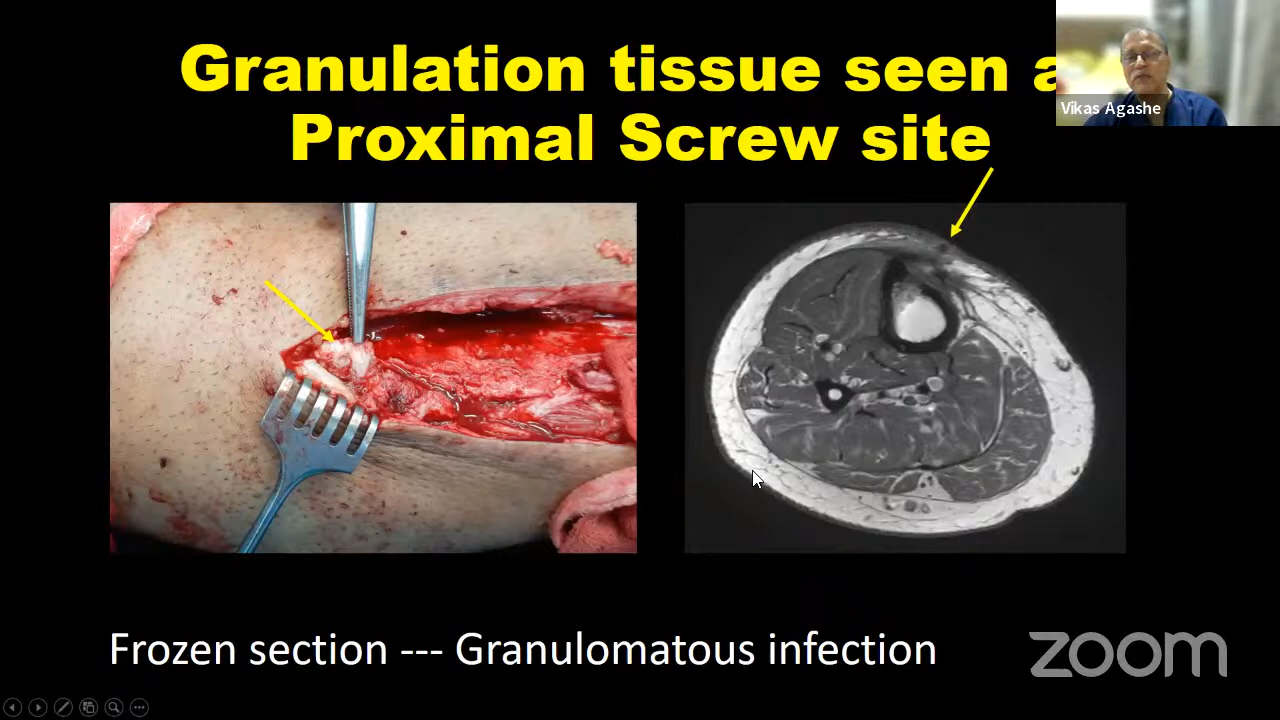 Granulation tissue seen a
Proximal Screw site
Vikas Agashe
Frozen section --- Granulomatous infection
zoom